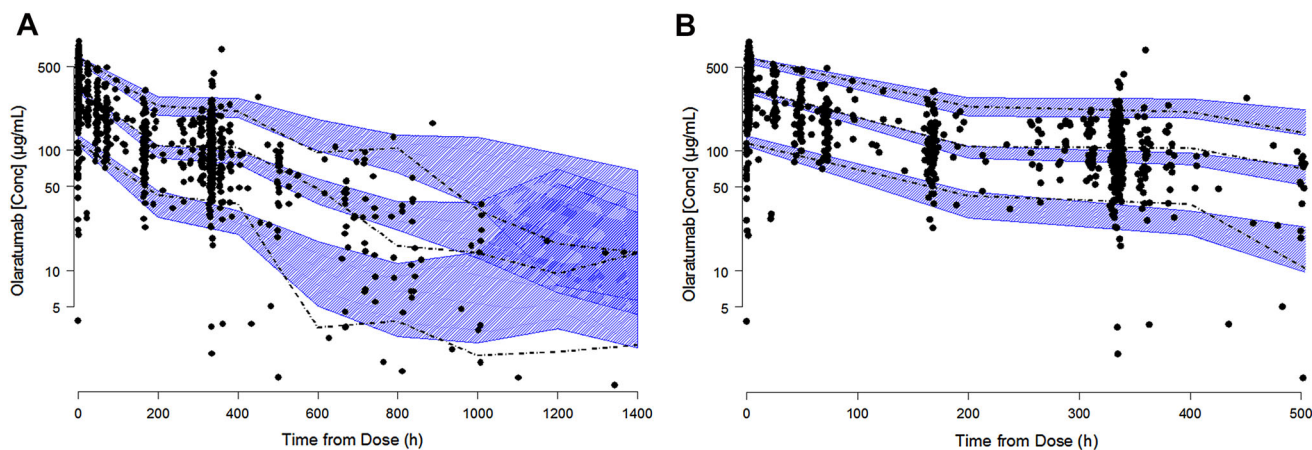 A
Olaratumab [Conc] (µg/mL)
500
100
50
10
5
0 200 400 600 800 1000 1200 1400
Time from Dose (h)
B
Olaratumab [Conc] (µg/mL)
500
100
50
10
5
0 100 200 300 400 500
Time from Dose (h)